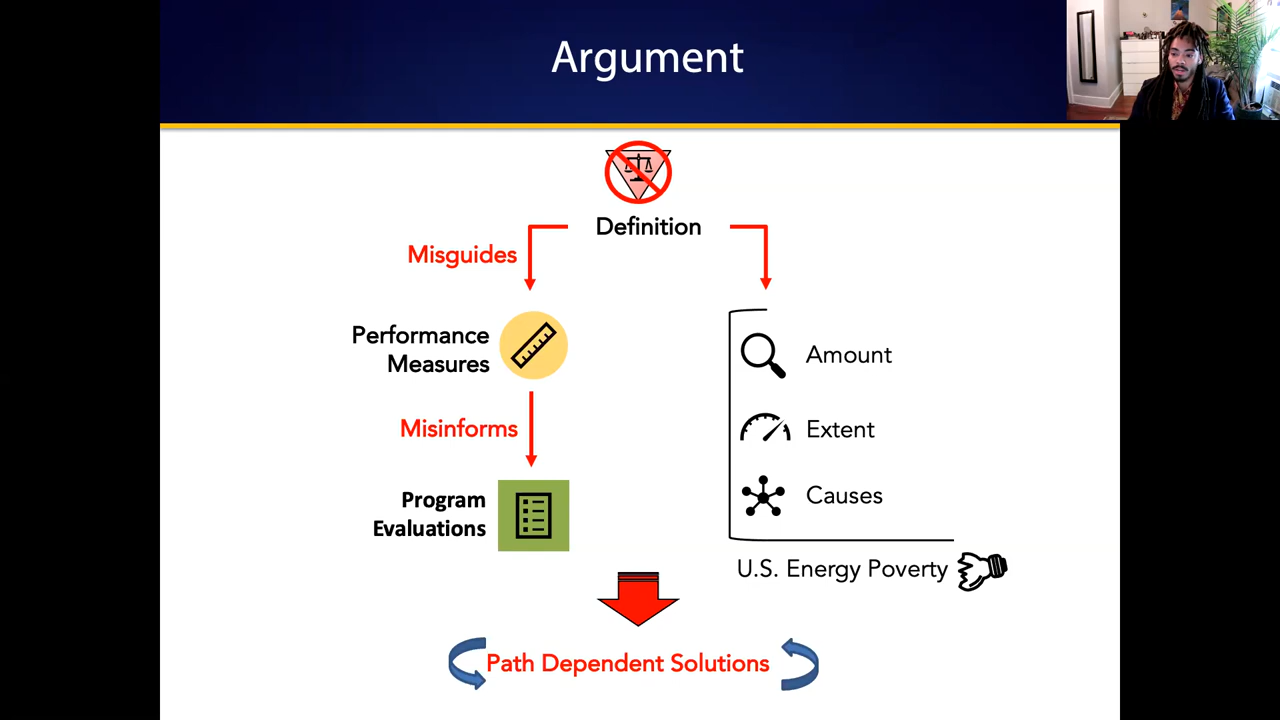 Argument
Definition
Misguides
Performance
Measures
Misinforms
Program
Evaluations
Amount
Extent
Causes
U.S. Energy Poverty
Path Dependent Solutions